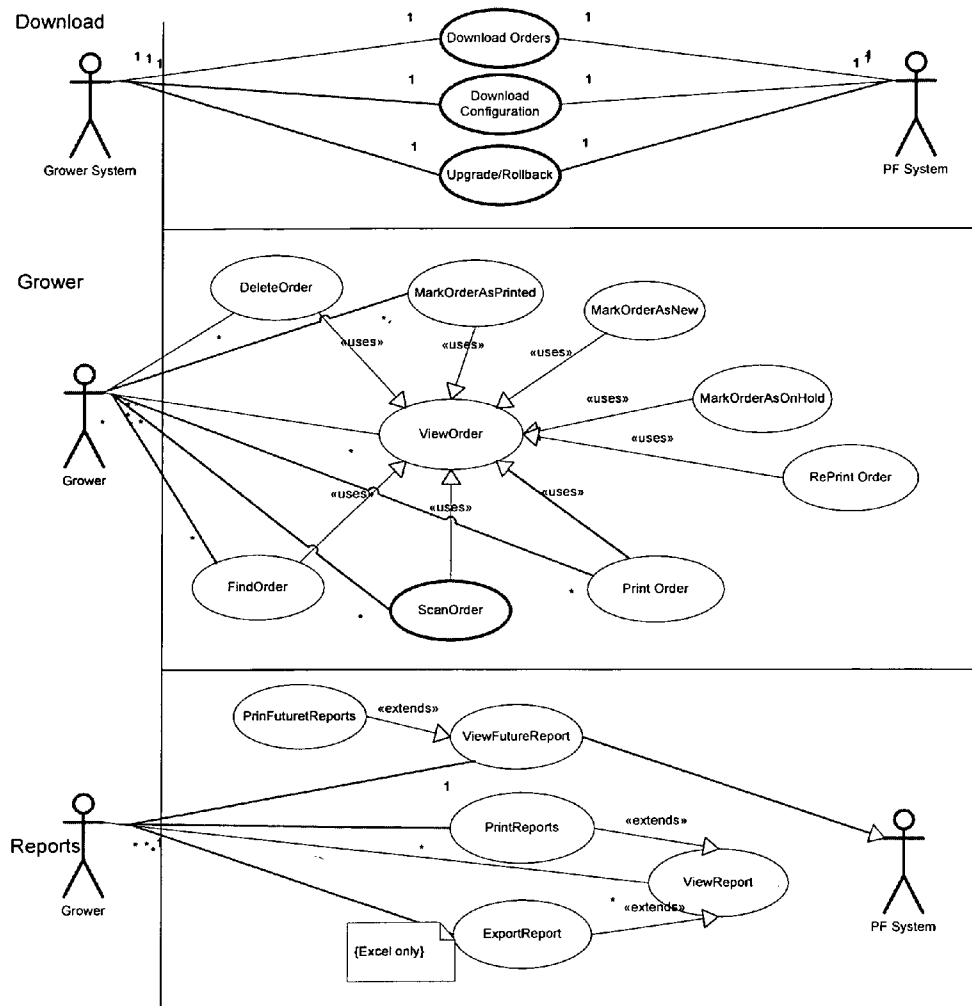 Download
1
1
Download Orders
1 1 1
1 1
1
1
Download
Configuration
1
1
Grower System
Upgrade/Rollback
PF System
Grower
DeleteOrder
MarkOrderAsPrinted
MarkOrderAsNew
*
*
«uses»
«uses»
«uses»
MarkOrderAsOnHold
«uses»
* * *
*
ViewOrder
«uses»
*
Grower
RePrint Order
«uses»
«uses»
«uses»
*
FindOrder
ScanOrder
*
*
Print Order
PrinFuturetReports
«extends»
ViewFutureReport
1
PrintReports
«extends»
Reports
* * 1
*
ViewReport
Grower
*
«extends»
PF System
{Excel only}
ExportReport